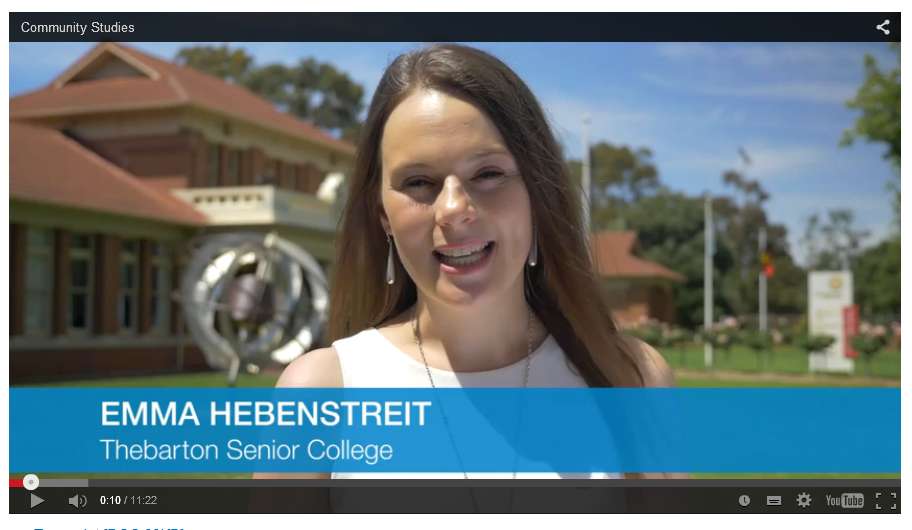 Community Studies
EMMA HEBENSTREIT
Thebarton Senior College
0:10 / 11:22
YouTube